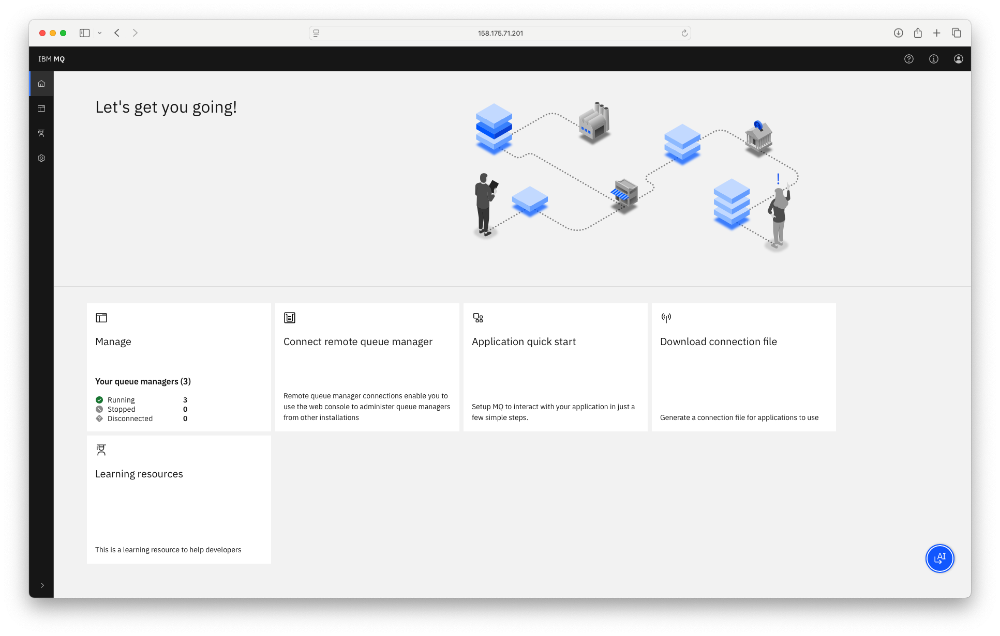 158.175.71.201
IBM MQ
Let's get you going!
!
Manage
Your queue managers (3)
Running 3
Stopped 0
Disconnected 0
Connect remote queue manager
Remote queue manager connections enable you to
use the web console to administer queue managers
from other installations
Application quick start
Setup MQ to interact with your application in just a
few simple steps.
Download connection file
Generate a connection file for applications to use
Learning resources
This is a learning resource to help developers
AI